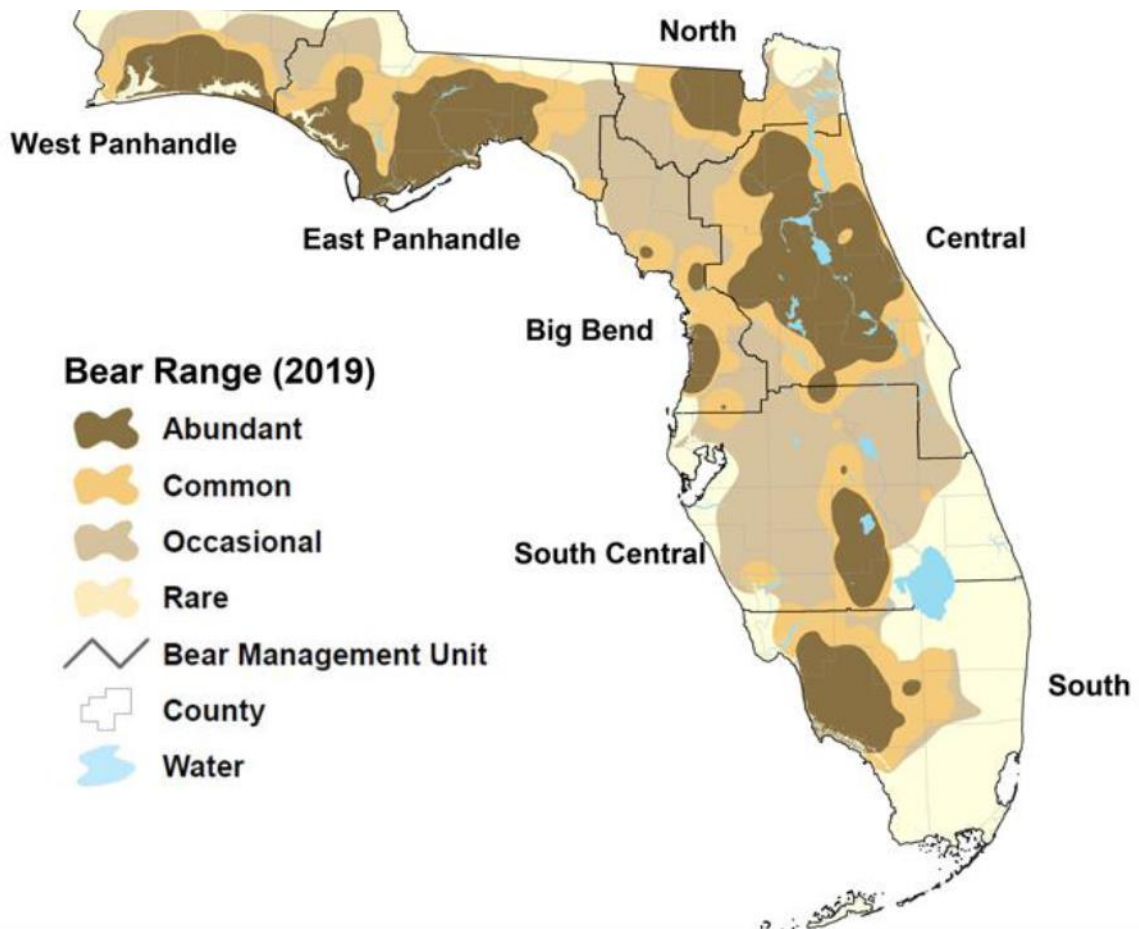 North
West Panhandle
East Panhandle
Central
Big Bend
Bear Range (2019)
Abundant
Common
Occasional
South Central
Rare
Bear Management Unit
South
County
Water